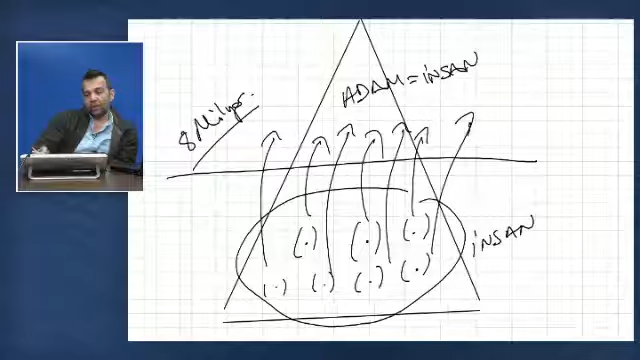 ADAM = İNSAN
8 Milyar.
İNSAN
(.) (.) (.)
(.) (.) (.) (.)